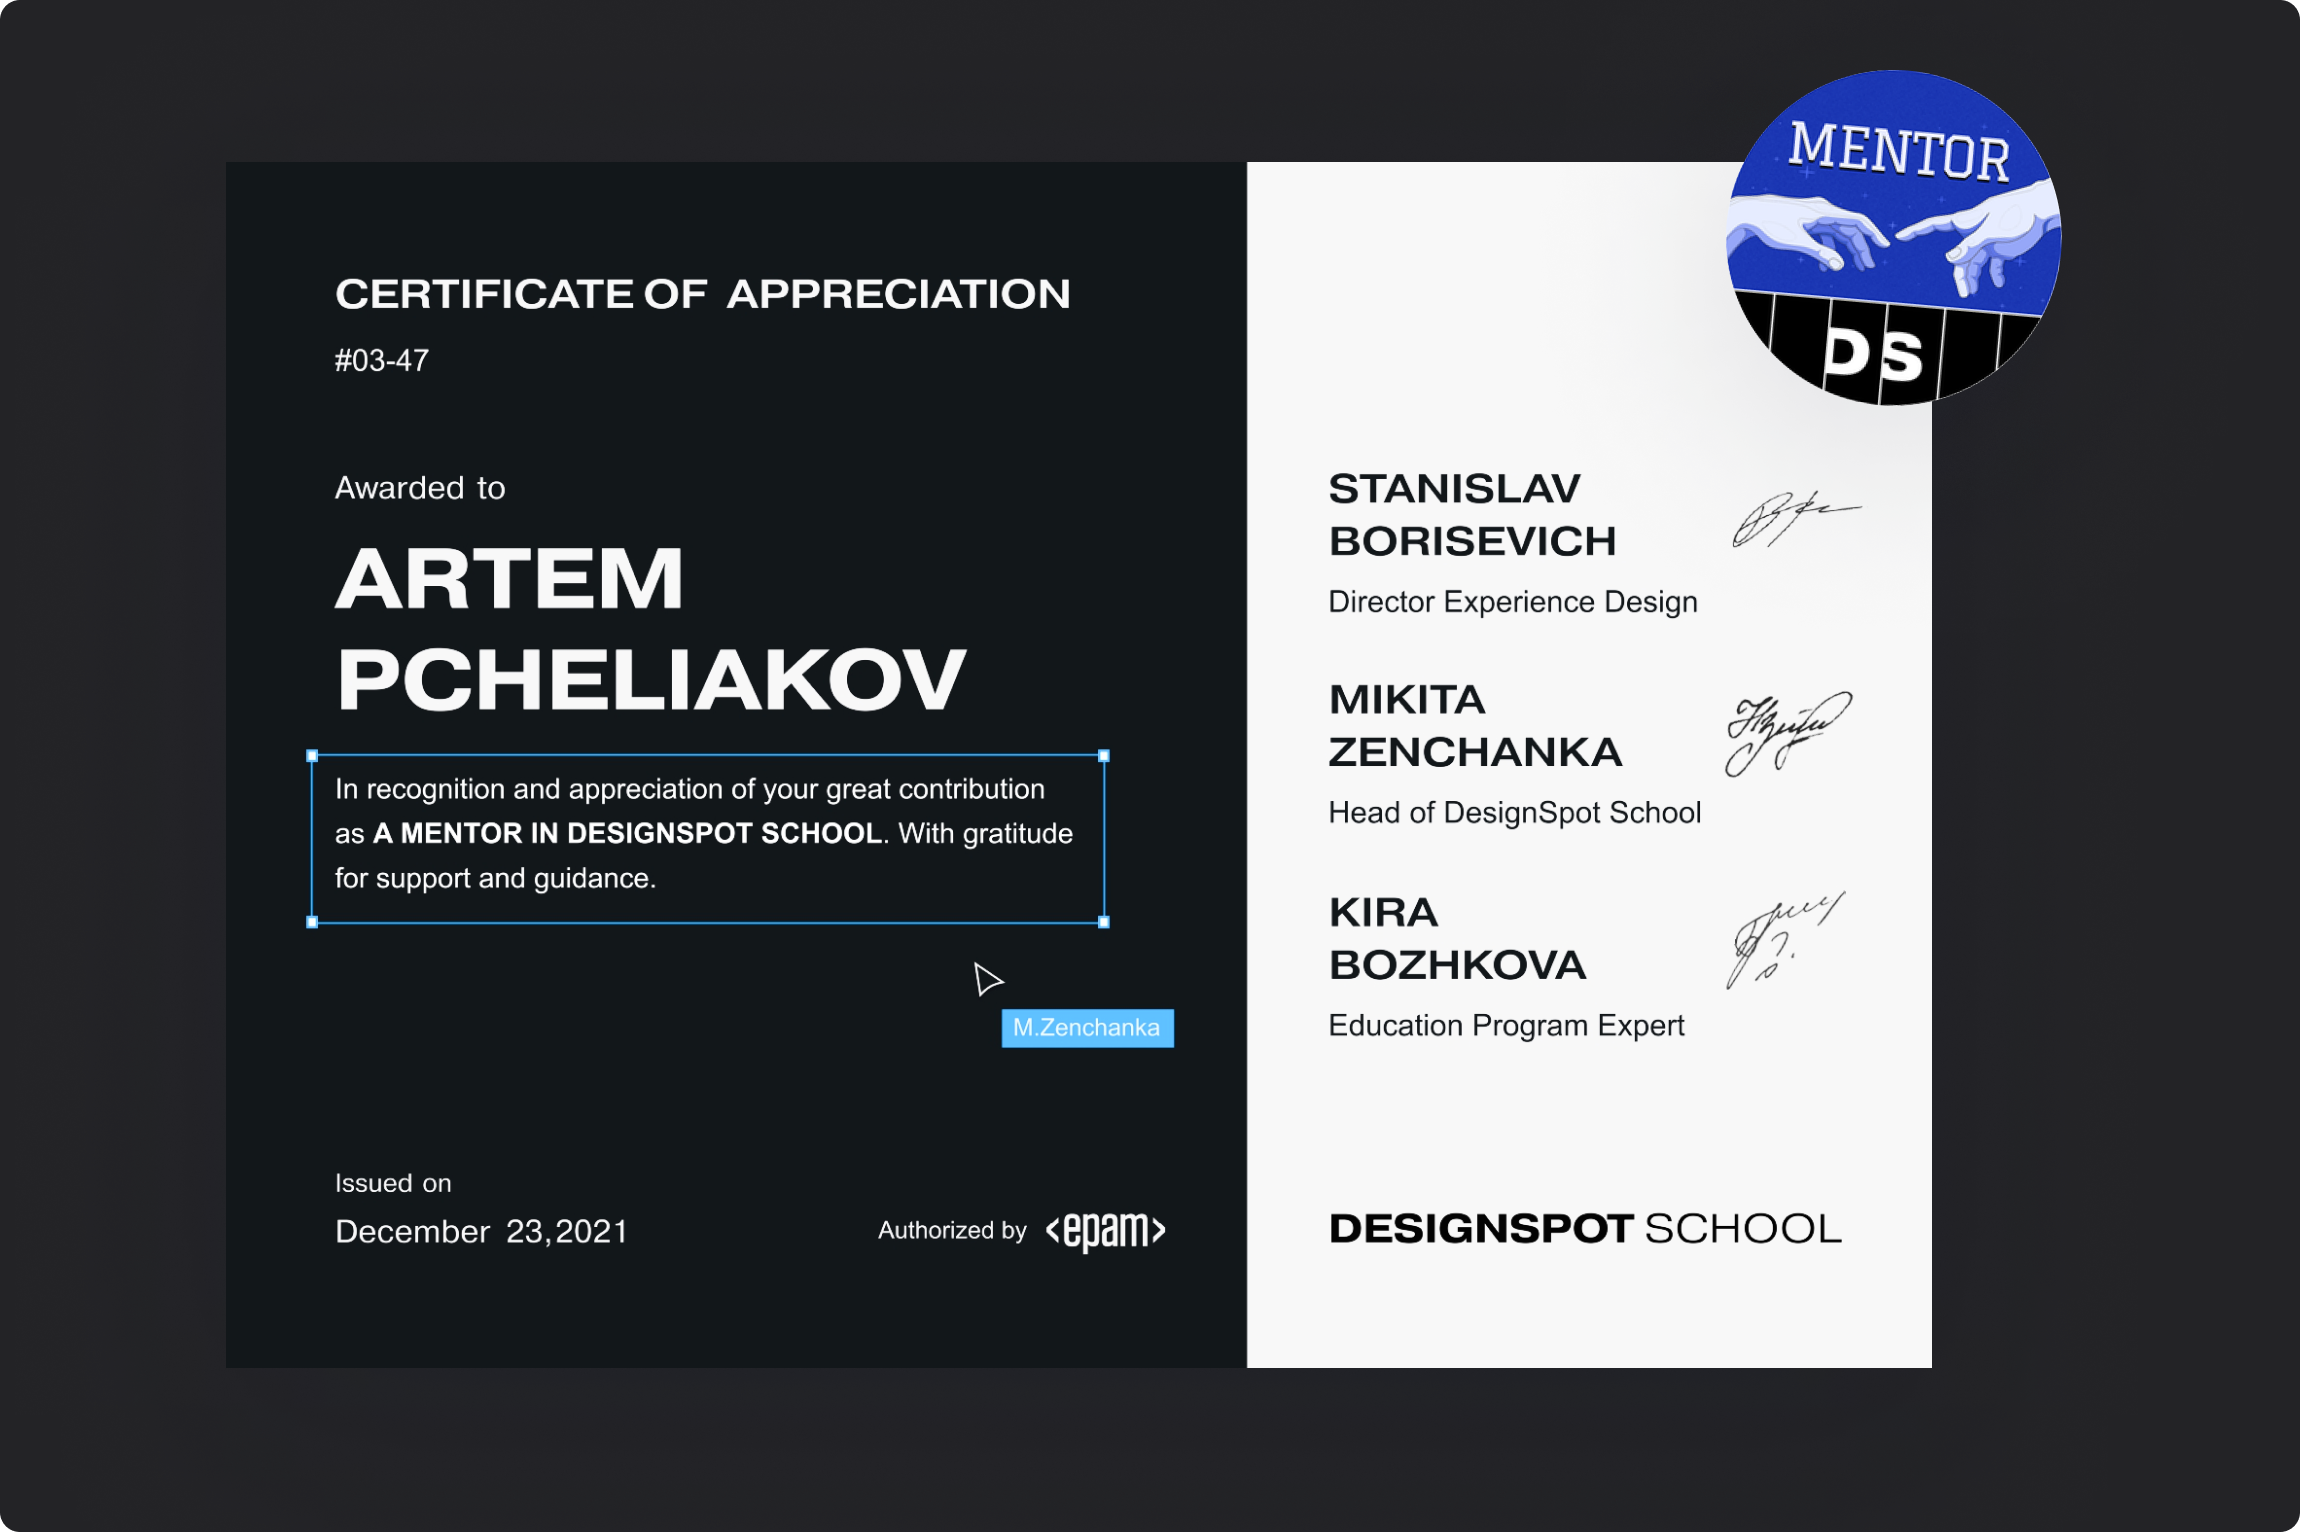 MENTOR
DS
CERTIFICATE OF APPRECIATION
#03-47
Awarded to
ARTEM
PCHELIAKOV
In recognition and appreciation of your great contribution
as A MENTOR IN DESIGNSPOT SCHOOL. With gratitude
for support and guidance.
M.Zenchanka
Issued on
December 23,2021
Authorized by <epam>
STANISLAV
BORISEVICH
Director Experience Design
MIKITA
ZENCHANKA
Head of DesignSpot School
KIRA
BOZHKOVA
Education Program Expert
DESIGNSPOT SCHOOL